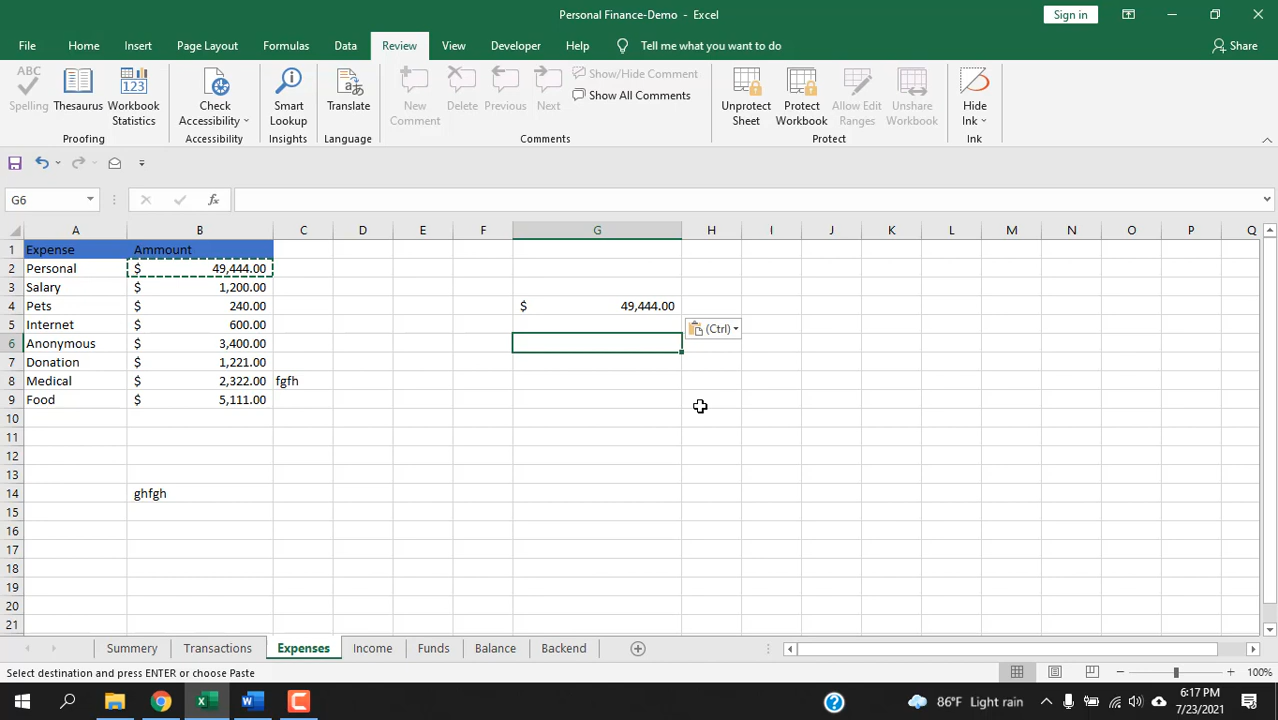 Personal Finance-Demo - Excel
Sign in
File Home Insert Page Layout Formulas Data Review View Developer Help Tell me what you want to do Share
ABC Spelling
Thesaurus
123 Workbook Statistics
Proofing
Check Accessibility
Accessibility
Smart Lookup
Insights
Translate
Language
New Comment
Delete
Previous
Next
Show/Hide Comment
Show All Comments
Comments
Unprotect Sheet
Protect Workbook
Allow Edit Ranges
Unshare Workbook
Protect
Hide Ink
Ink
G6 fx
A B C D E F G H I J K L M N O P Q
1 Expense Ammount
2 Personal $ 49,444.00
3 Salary $ 1,200.00
4 Pets $ 240.00 $ 49,444.00
5 Internet $ 600.00 (Ctrl)
6 Anonymous $ 3,400.00
7 Donation $ 1,221.00
8 Medical $ 2,322.00 fgfh
9 Food $ 5,111.00
10
11
12
13
14 ghfgh
15
16
17
18
19
20
21
Summery Transactions Expenses Income Funds Balance Backend
Select destination and press ENTER or choose Paste 100%
86°F Light rain 6:17 PM
7/23/2021